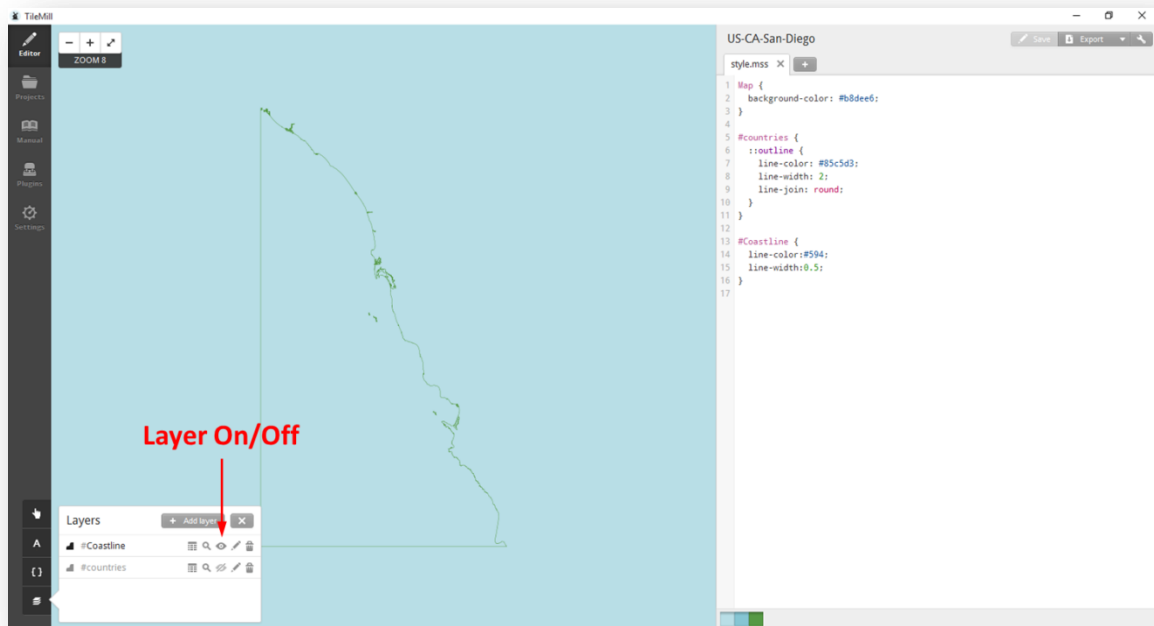 TileMill
Editor
Projects
Manual
Plugins
Settings
ZOOM 8
Layer On/Off
Layers
+ Add layer
#Coastline
#countries
A
{ }
US-CA-San-Diego
Save
Export
style.mss
1 Map {
2 background-color: #b8dee6;
3 }
4
5 #countries {
6 ::outline {
7 line-color: #85c5d3;
8 line-width: 2;
9 line-join: round;
10 }
11 }
12
13 #Coastline {
14 line-color:#594;
15 line-width:0.5;
16 }
17